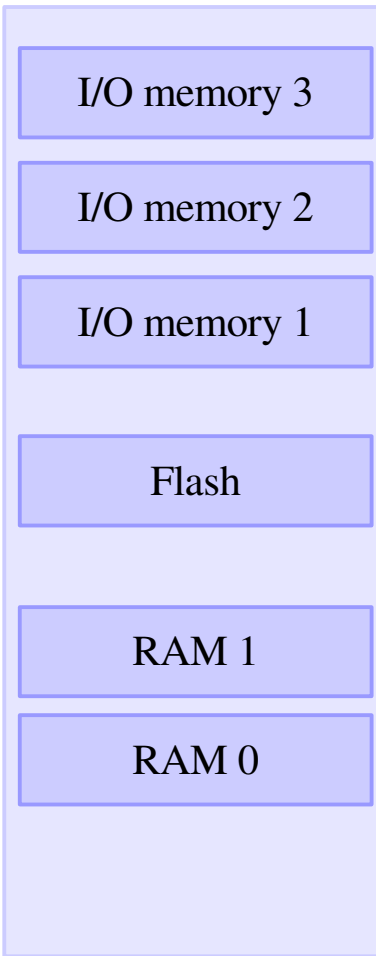 I/O memory 3
I/O memory 2
I/O memory 1
Flash
RAM 1
RAM 0